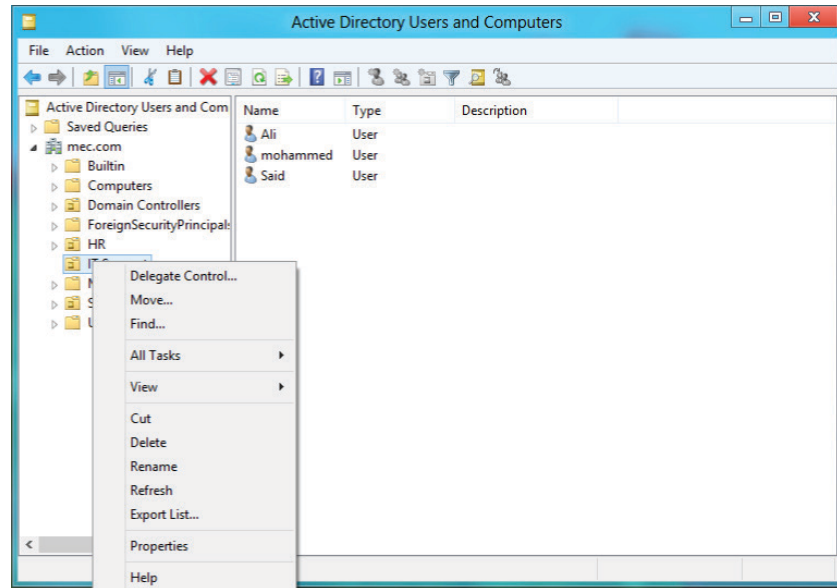 Active Directory Users and Computers
File Action View Help
Active Directory Users and Com
Name Type Description
Saved Queries
Ali User
mec.com
mohammed User
Builtin
Said User
Computers
Domain Controllers
ForeignSecurityPrincipal
HR
Delegate Control...
Move...
Find...
All Tasks
View
Cut
Delete
Rename
Refresh
Export List...
Properties
Help